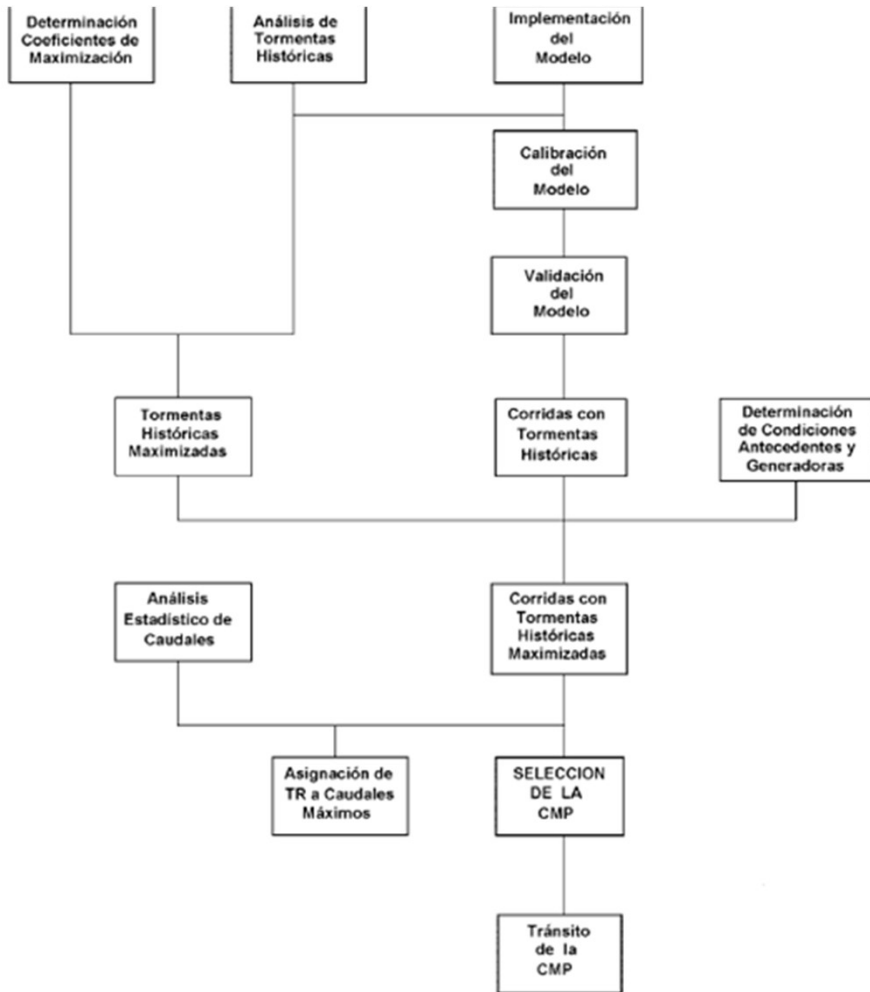 Determinación
Coeficientes de
Maximización
Análisis de
Tormentas
Históricas
Implementación
del
Modelo
Calibración
del
Modelo
Validación
del
Modelo
Tormentas
Históricas
Maximizadas
Corridas con
Tormentas
Históricas
Determinación
de Condiciones
Antecedentes y
Generadoras
Análisis
Estadístico de
Caudales
Corridas con
Tormentas
Históricas
Maximizadas
Asignación de
TR a Caudales
Máximos
SELECCION
DE LA
CMP
Tránsito
de la
CMP